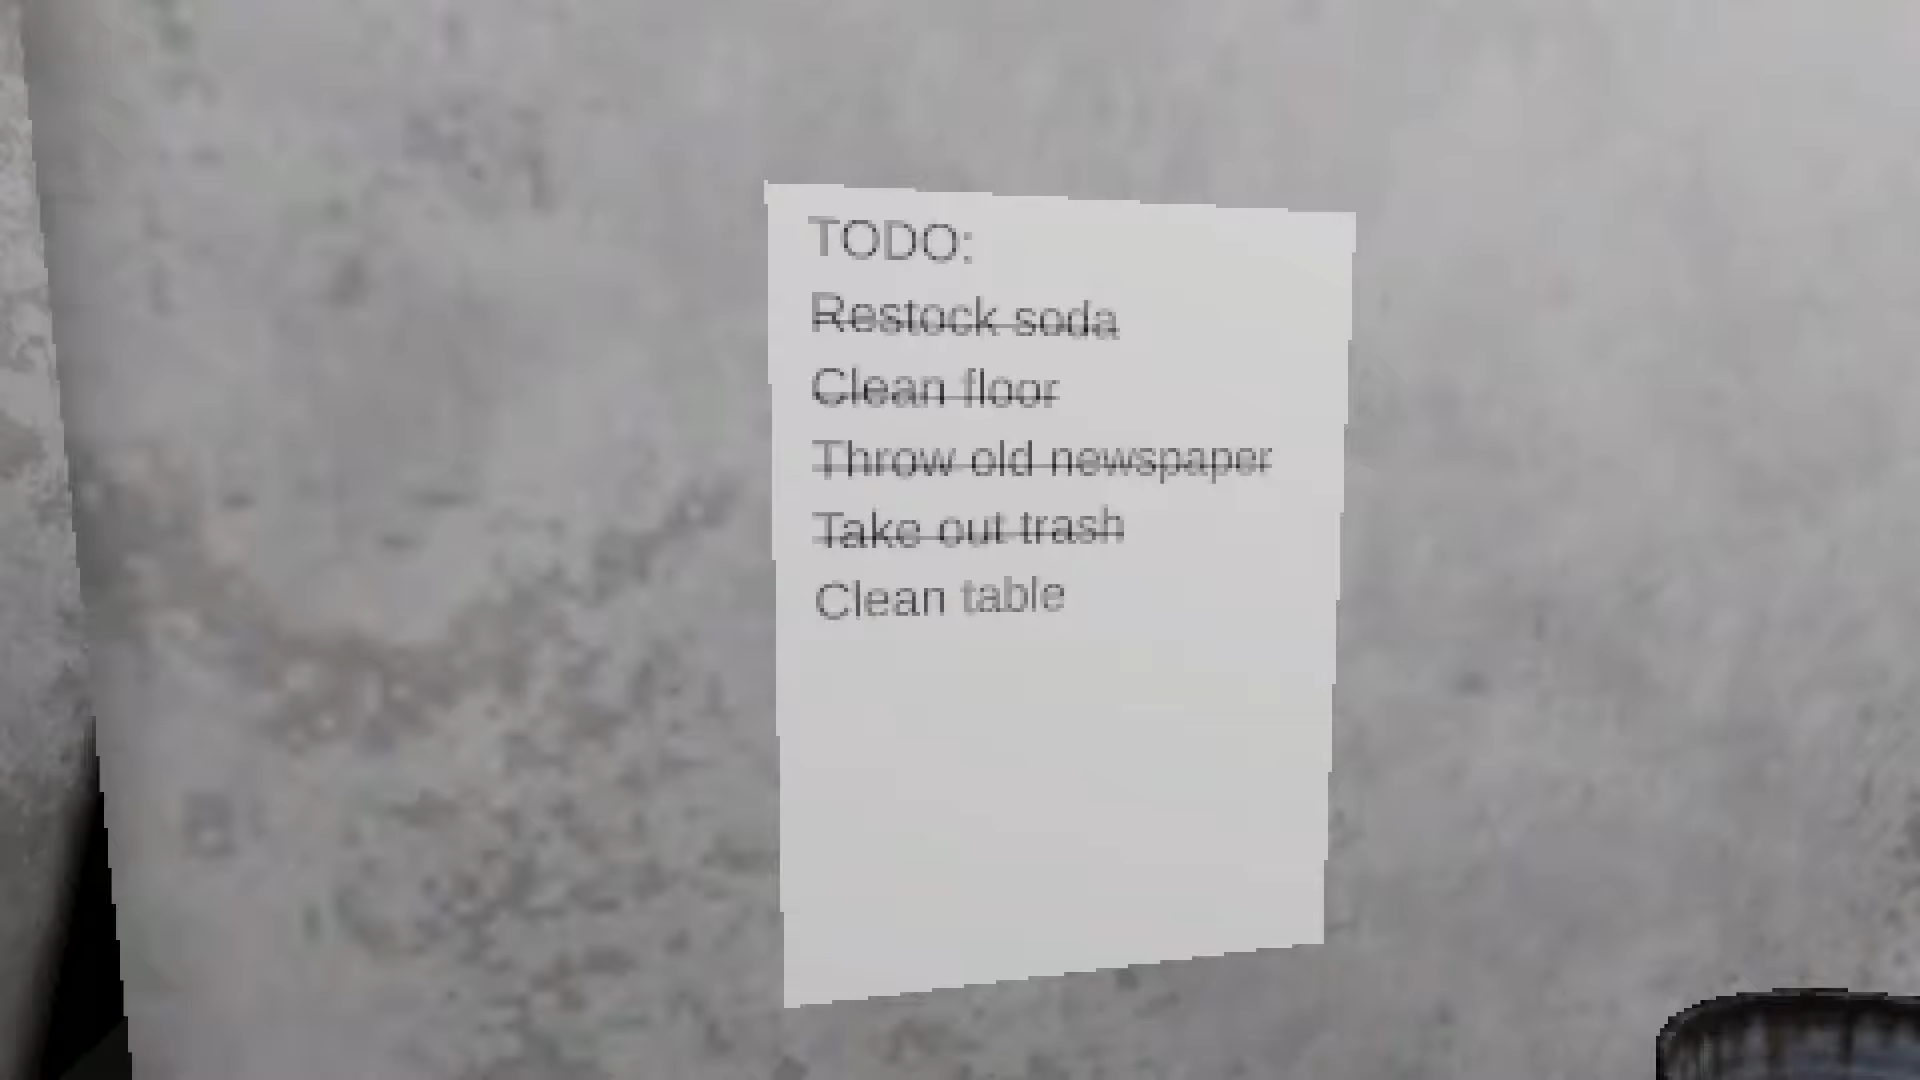 TODO:
Restock soda
Clean floor
Throw old newspaper
Take out trash
Clean table